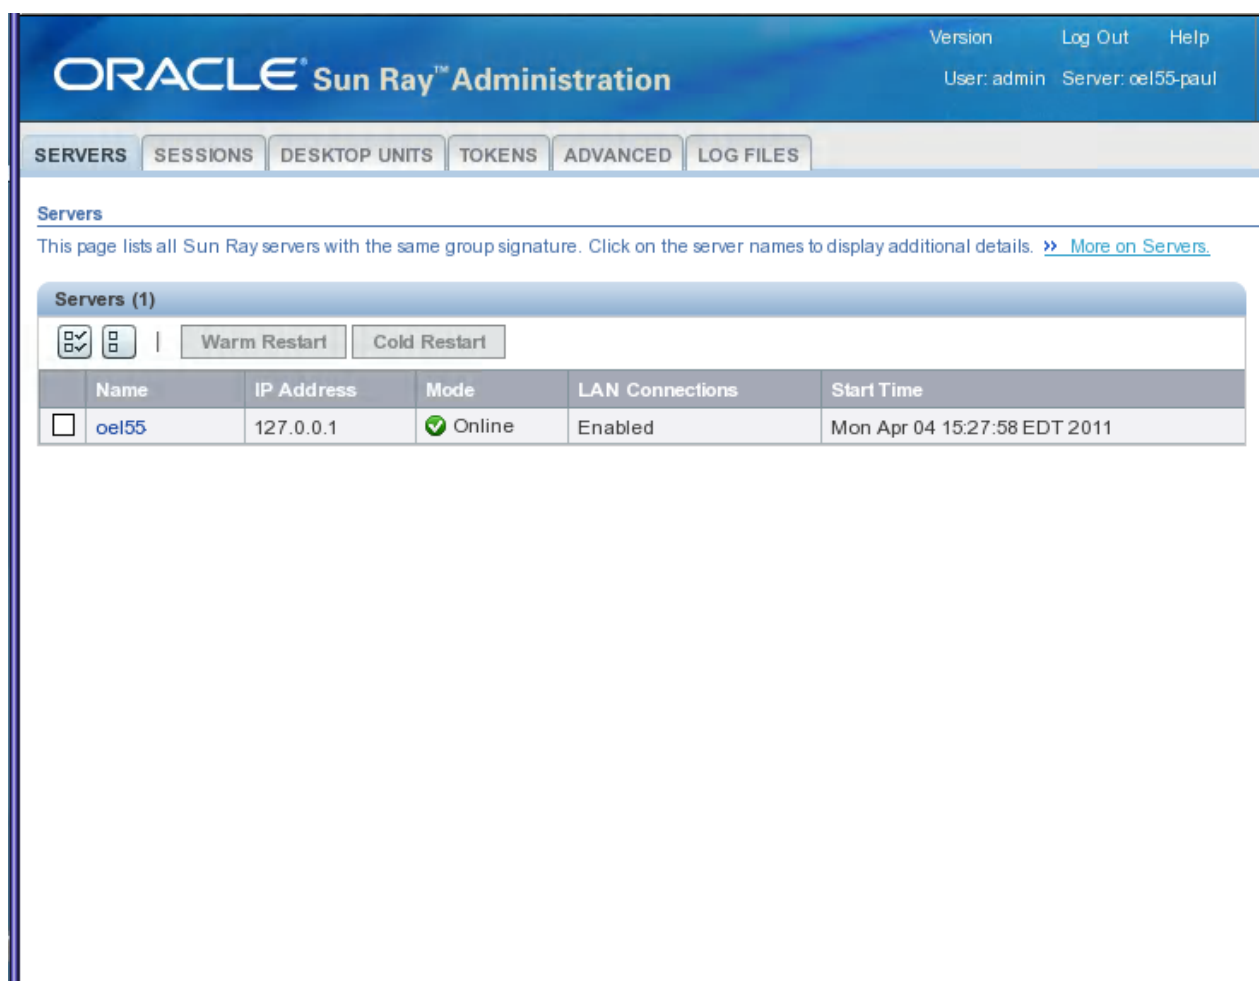 Version Log Out Help
ORACLE® Sun Ray™ Administration
User: admin Server: oel55-paul
SERVERS SESSIONS DESKTOP UNITS TOKENS ADVANCED LOG FILES
Servers
This page lists all Sun Ray servers with the same group signature. Click on the server names to display additional details. >> More on Servers.
Servers (1)
Warm Restart Cold Restart
Name IP Address Mode LAN Connections Start Time
oel55 127.0.0.1 Online Enabled Mon Apr 04 15:27:58 EDT 2011